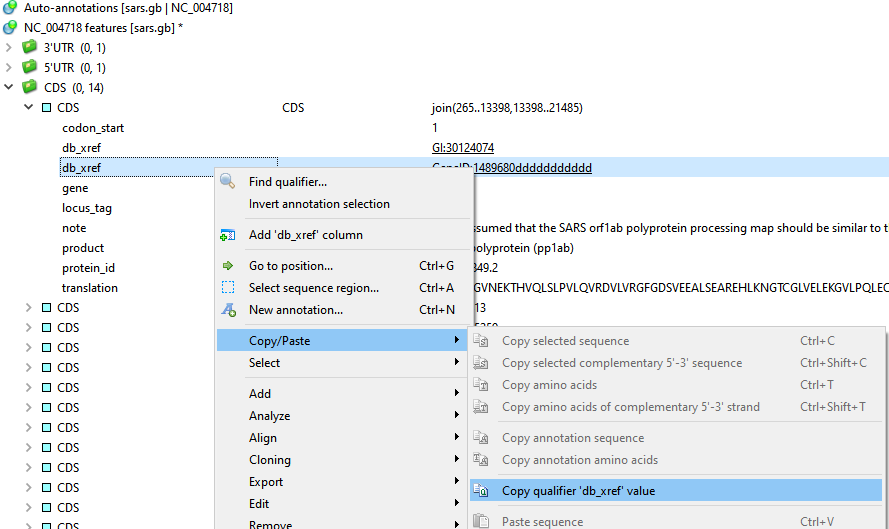 Auto-annotations [sars.gb | NC_004718]
NC_004718 features [sars.gb] *
3'UTR (0, 1)
5'UTR (0, 1)
CDS (0, 14)
CDS CDS join(265..13398,13398..21485)
codon_start 1
db_xref GI:30124074
db_xref GeneID:1489680ddddddddddd
gene
locus_tag
note ssumed that the SARS orf1ab polyprotein processing map should be similar to t
product polyprotein (pp1ab)
protein_id 849.2
translation GVNEKTHVQLSLPVLQVRDVLVRGFGDSVEEALSEAREHLKNGTCGLVELEKGVLPQLEC
CDS 13
CDS
CDS
CDS
CDS
CDS
CDS
CDS
CDS
CDS
CDS
CDS
Find qualifier...
Invert annotation selection
Add 'db_xref' column
Go to position... Ctrl+G
Select sequence region... Ctrl+A
New annotation... Ctrl+N
Copy/Paste
Select
Add
Analyze
Align
Cloning
Export
Edit
Remove
Copy selected sequence Ctrl+C
Copy selected complementary 5'-3' sequence Ctrl+Shift+C
Copy amino acids Ctrl+T
Copy amino acids of complementary 5'-3' strand Ctrl+Shift+T
Copy annotation sequence
Copy annotation amino acids
Copy qualifier 'db_xref' value
Paste sequence Ctrl+V